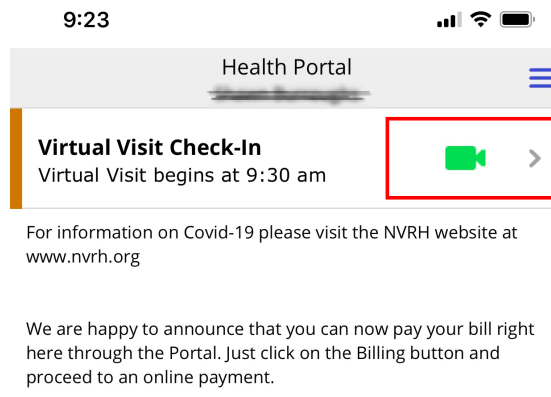 9:23
Health Portal
Virtual Visit Check-In
Virtual Visit begins at 9:30 am
For information on Covid-19 please visit the NVRH website at
www.nvrh.org
We are happy to announce that you can now pay your bill right
here through the Portal. Just click on the Billing button and
proceed to an online payment.